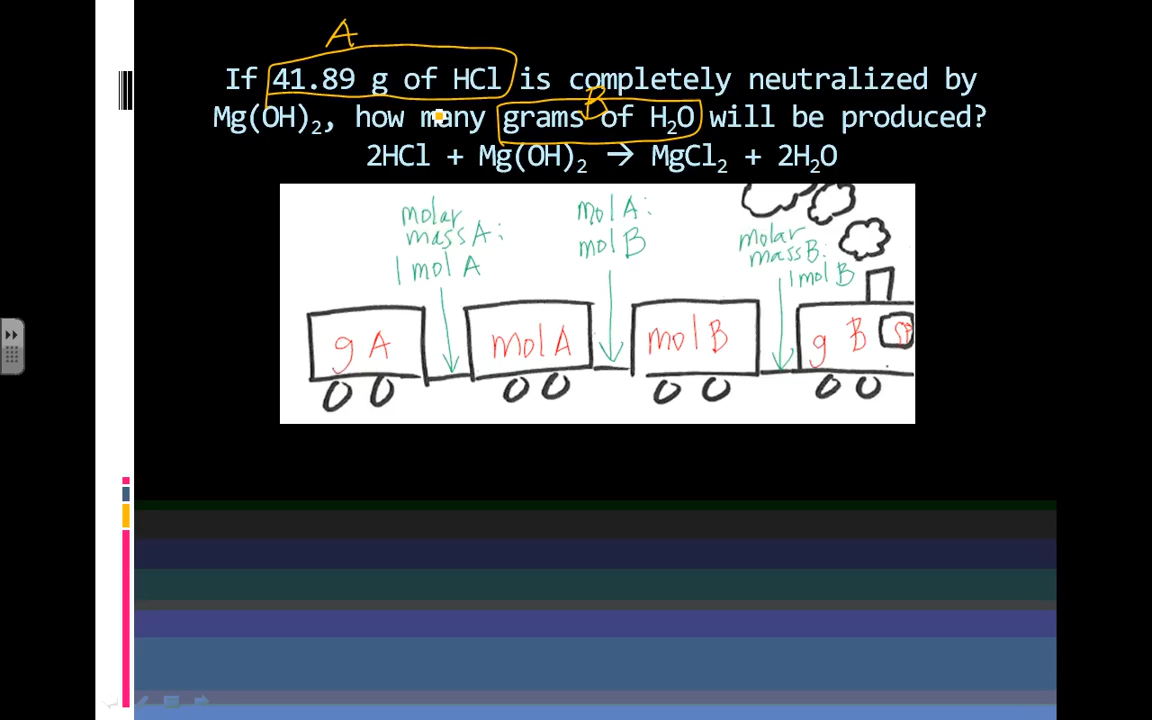 A
If 41.89 g of HCl is completely neutralized by
B
Mg(OH)₂, how many grams of H₂O will be produced?
2HCl + Mg(OH)₂ → MgCl₂ + 2H₂O
molar
mass A:
1 mol A
mol A:
mol B
molar
mass B:
1 mol B
g A
mol A
mol B
g B